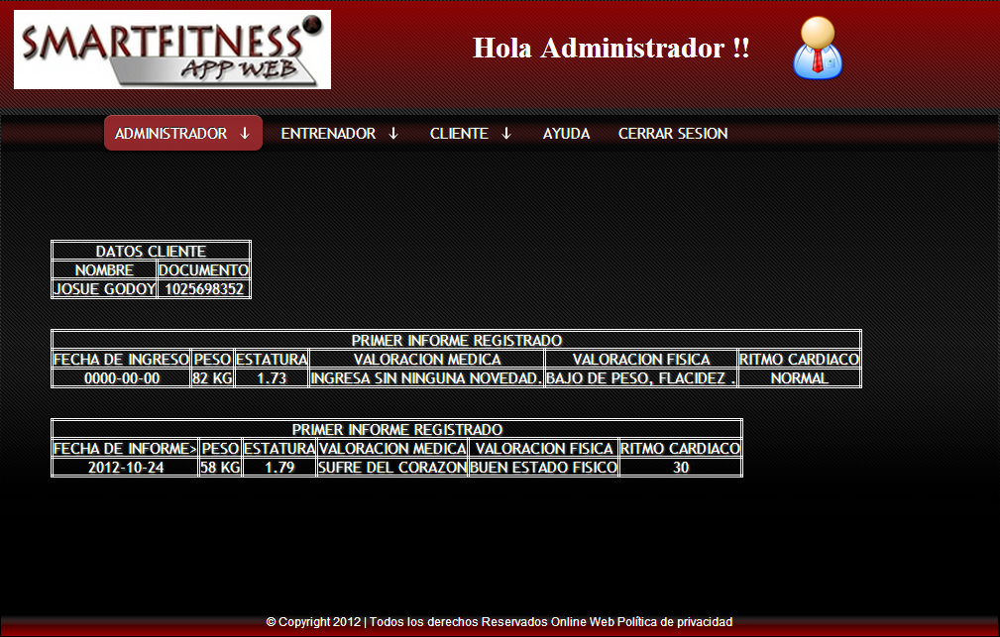 SMARTFITNESS
APP WEB
Hola Administrador !!
ADMINISTRADOR ↓ ENTRENADOR ↓ CLIENTE ↓ AYUDA CERRAR SESION
DATOS CLIENTE
NOMBRE DOCUMENTO
JOSUE GODOY 1025698352
PRIMER INFORME REGISTRADO
FECHA DE INGRESO PESO ESTATURA VALORACION MEDICA VALORACION FISICA RITMO CARDIACO
0000-00-00 82 KG 1.73 INGRESA SIN NINGUNA NOVEDAD. BAJO DE PESO, FLACIDEZ . NORMAL
PRIMER INFORME REGISTRADO
FECHA DE INFORME> PESO ESTATURA VALORACION MEDICA VALORACION FISICA RITMO CARDIACO
2012-10-24 58 KG 1.79 SUFRE DEL CORAZON BUEN ESTADO FISICO 30
© Copyright 2012 | Todos los derechos Reservados Online Web Política de privacidad